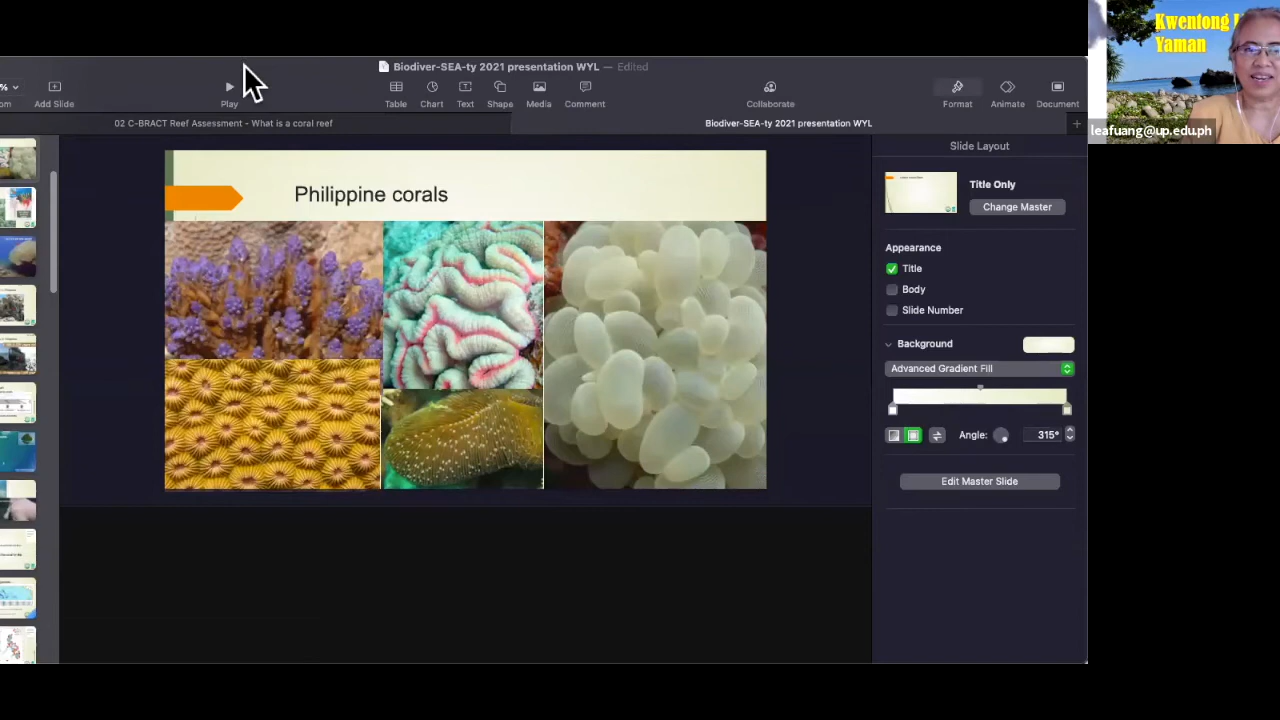 Kwentong
Yaman
leafuang@up.edu.ph
Biodiver-SEA-ty 2021 presentation WYL — Edited
%
Add Slide
Play
Table
Chart
Text
Shape
Media
Comment
Collaborate
Format
Animate
Document
02 C-BRACT Reef Assessment - What is a coral reef
Biodiver-SEA-ty 2021 presentation WYL
Philippine corals
Slide Layout
Title Only
Change Master
Appearance
Title
Body
Slide Number
Background
Advanced Gradient Fill
Angle:
315°
Edit Master Slide